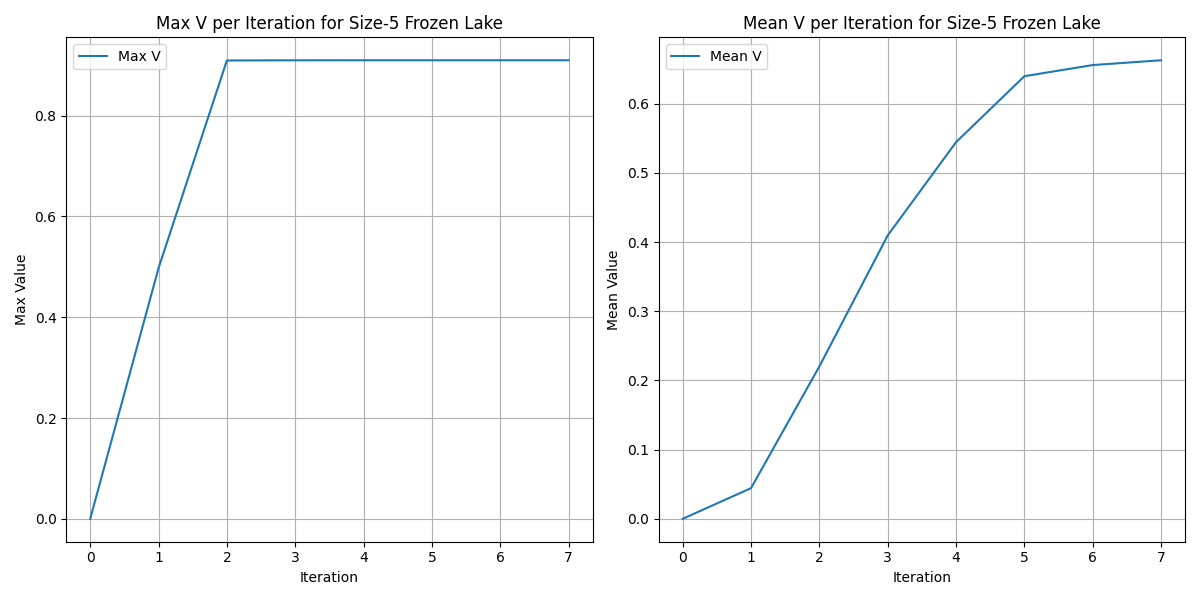 Max V per Iteration for Size-5 Frozen Lake
Max V
0.8
0.6
0.4
0.2
0.0
Max Value
0 1 2 3 4 5 6 7
Iteration
Mean V per Iteration for Size-5 Frozen Lake
Mean V
0.6
0.5
0.4
0.3
0.2
0.1
0.0
Mean Value
0 1 2 3 4 5 6 7
Iteration